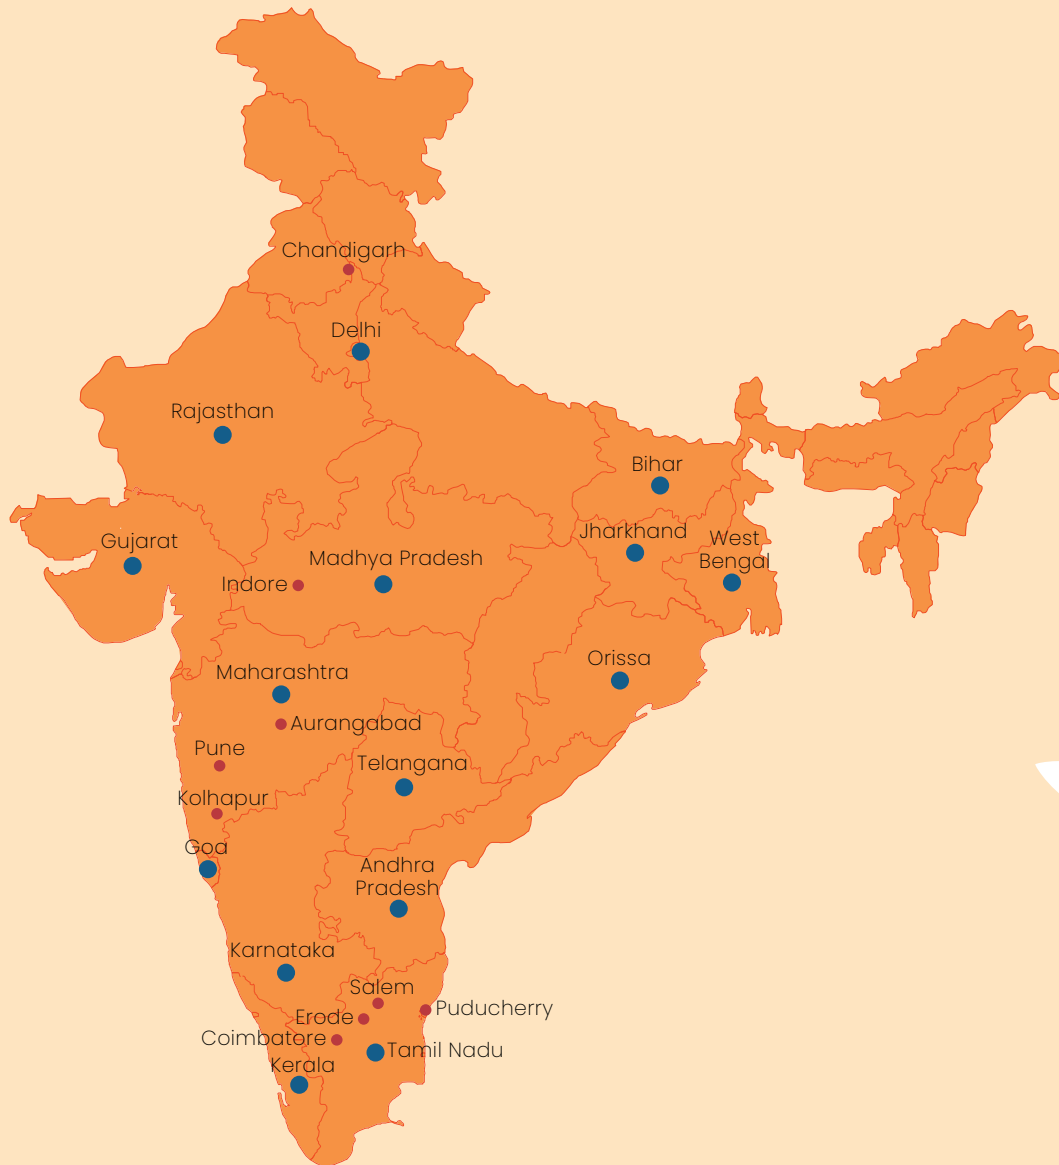 Chandigarh
Delhi
Rajasthan
Bihar
Jharkhand
West
Bengal
Gujarat
Madhya Pradesh
Indore
Orissa
Maharashtra
Aurangabad
Pune
Telangana
Kolhapur
Goa
Andhra
Pradesh
Karnataka
Salem
Puducherry
Erode
Coimbatore
Tamil Nadu
Kerala